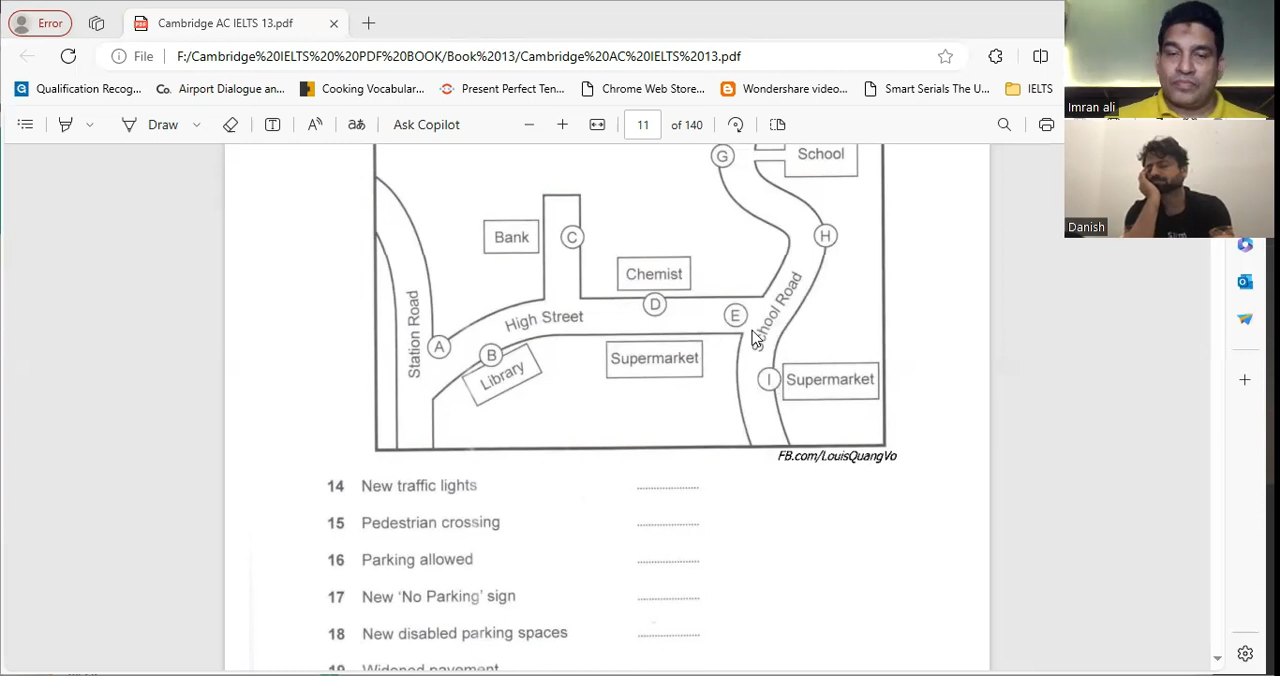 Error
Cambridge AC IELTS 13.pdf
File F:/Cambridge%20IELTS%20%20PDF%20BOOK/Book%2013/Cambridge%20AC%20IELTS%2013.pdf
Qualification Recog... Airport Dialogue an... Cooking Vocabular... Present Perfect Ten... Chrome Web Store... Wondershare video... Smart Serials The U... IELTS
Draw Ask Copilot 11 of 140
Imran ali
Danish
G School
Bank C H
Chemist
D E School Road
Station Road High Street
A B Library Supermarket
I Supermarket
FB.com/LouisQuangVo
14 New traffic lights ....................
15 Pedestrian crossing ....................
16 Parking allowed ....................
17 New ‘No Parking’ sign ....................
18 New disabled parking spaces ....................
19 Widened pavement